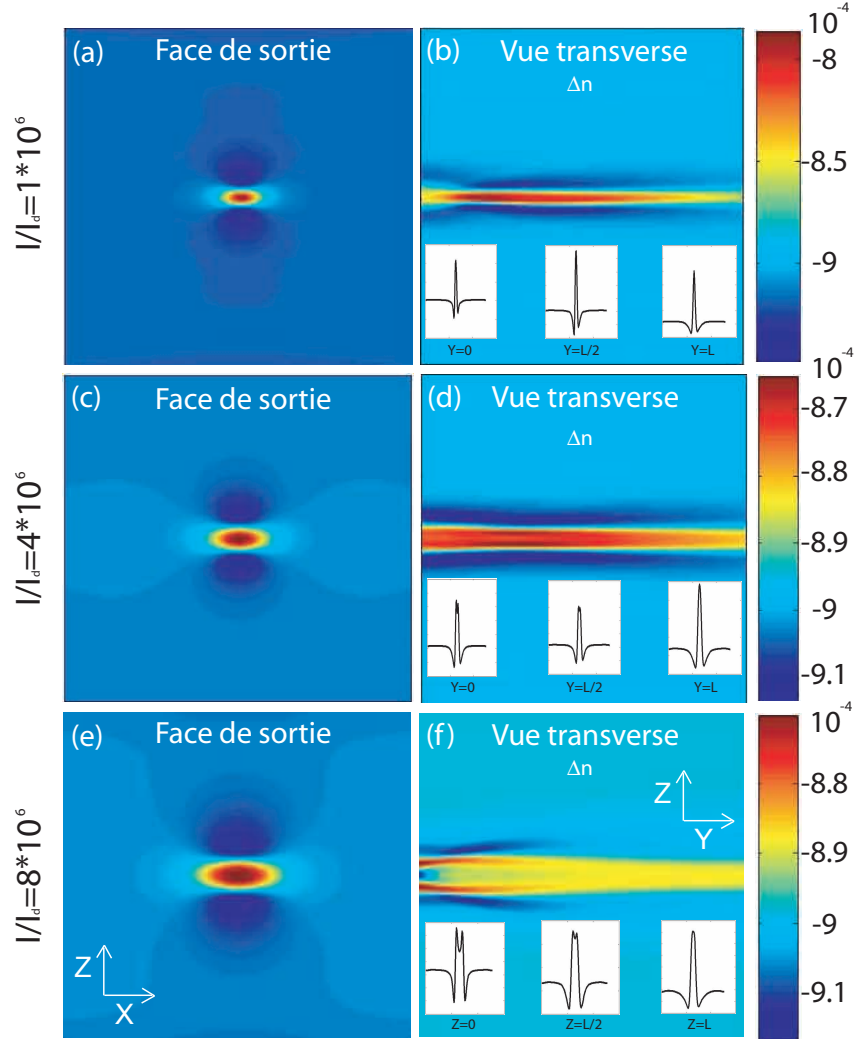 I/I_d=1*10^6
(a) Face de sortie
(b) Vue transverse
Δn
Y=0
Y=L/2
Y=L
10^-4
-8
-8.5
-9
I/I_d=4*10^6
(c) Face de sortie
(d) Vue transverse
Δn
Y=0
Y=L/2
Y=L
10^-4
-8.7
-8.8
-8.9
-9
-9.1
I/I_d=8*10^6
(e) Face de sortie
Z
X
(f) Vue transverse
Δn
Z
Y
Z=0
Z=L/2
Z=L
10^-4
-8.8
-8.9
-9
-9.1